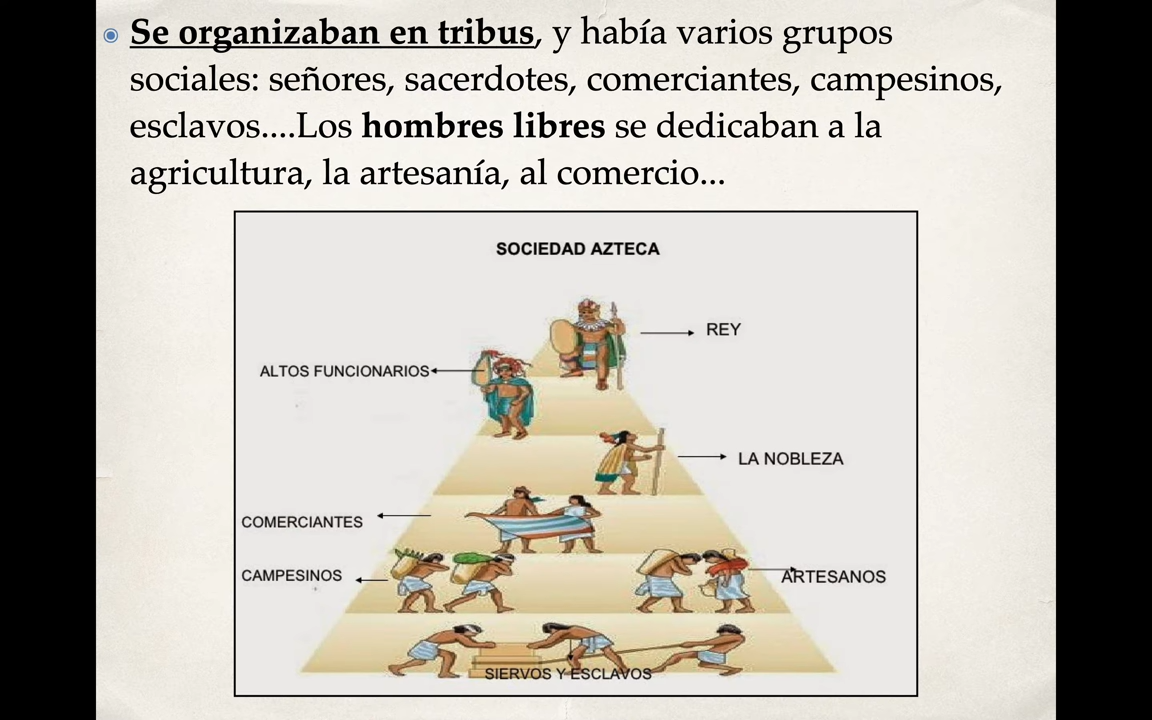 Se organizaban en tribus, y había varios grupos
sociales: señores, sacerdotes, comerciantes, campesinos,
esclavos....Los hombres libres se dedicaban a la
agricultura, la artesanía, al comercio...
SOCIEDAD AZTECA
REY
ALTOS FUNCIONARIOS
LA NOBLEZA
COMERCIANTES
CAMPESINOS
ARTESANOS
SIERVOS Y ESCLAVOS